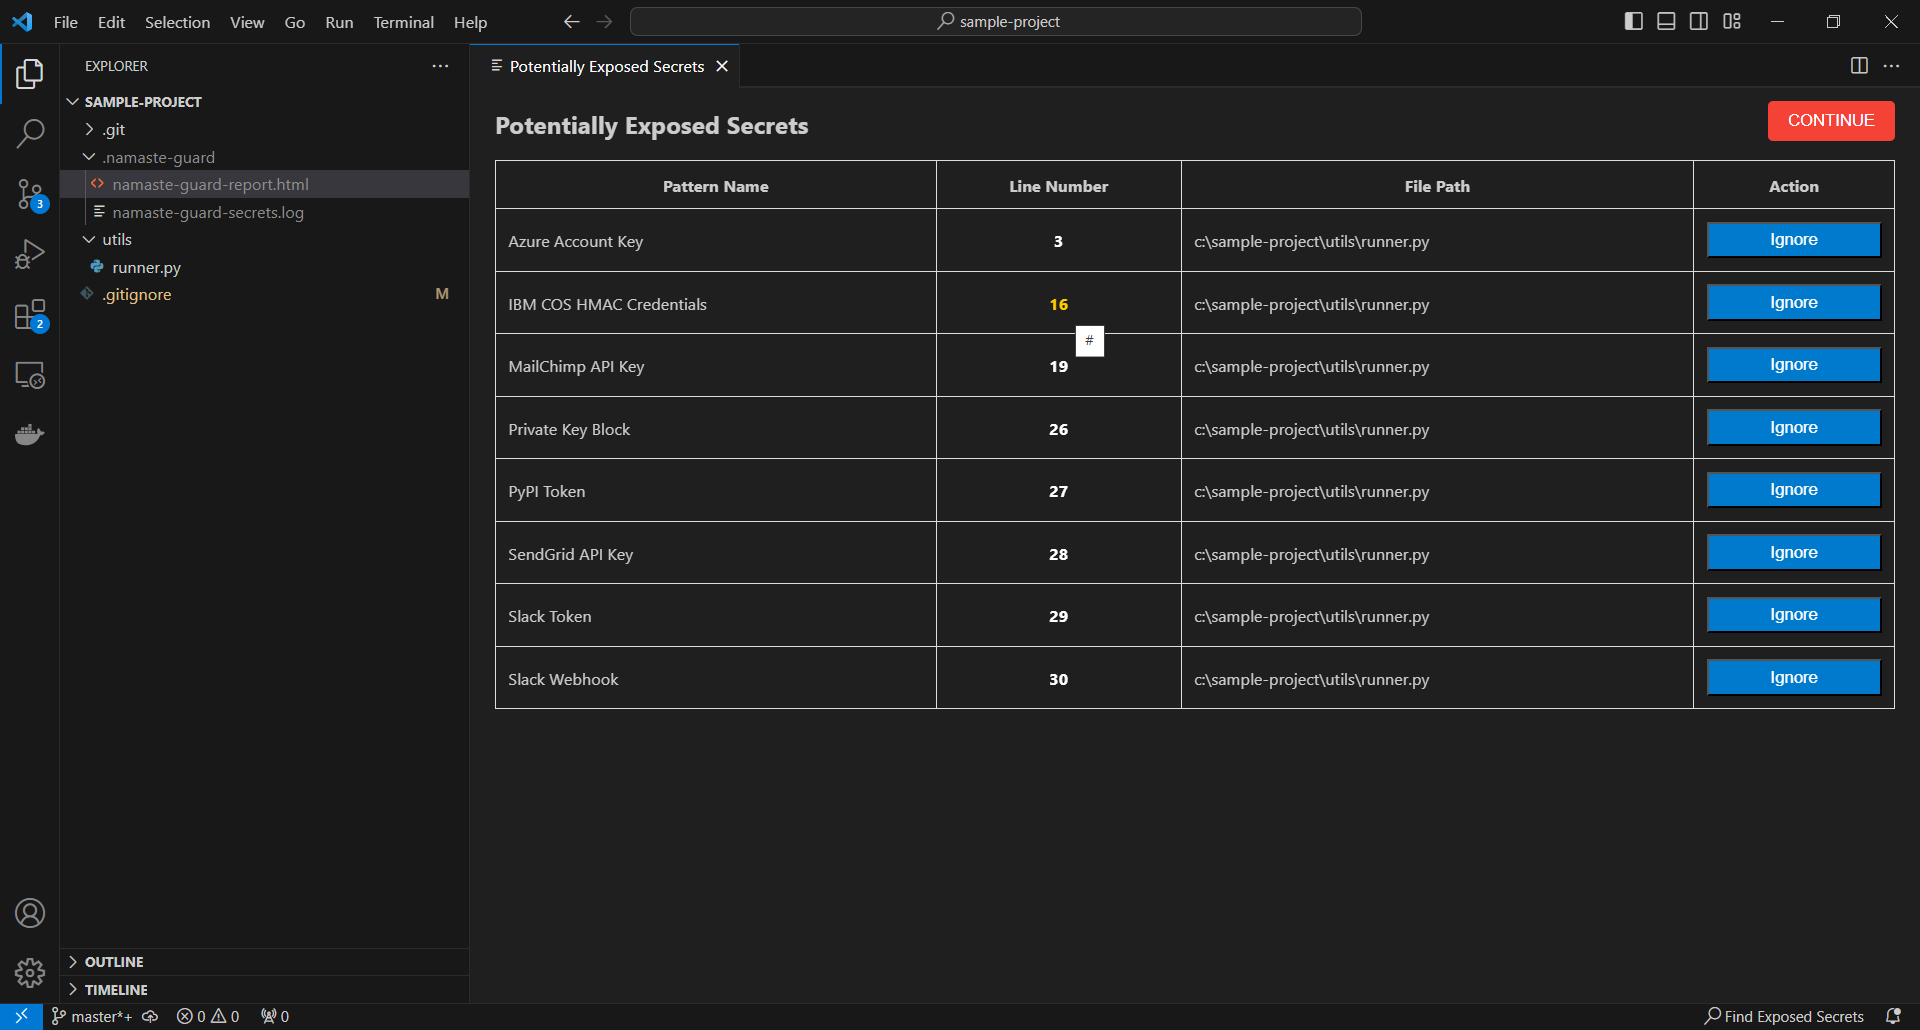 File Edit Selection View Go Run Terminal Help
sample-project
EXPLORER
Potentially Exposed Secrets
SAMPLE-PROJECT
.git
.namaste-guard
namaste-guard-report.html
namaste-guard-secrets.log
utils
runner.py
.gitignore M
3
2
Potentially Exposed Secrets
CONTINUE
Pattern Name Line Number File Path Action
Azure Account Key 3 c:\sample-project\utils\runner.py Ignore
IBM COS HMAC Credentials 16 c:\sample-project\utils\runner.py Ignore
#
MailChimp API Key 19 c:\sample-project\utils\runner.py Ignore
Private Key Block 26 c:\sample-project\utils\runner.py Ignore
PyPI Token 27 c:\sample-project\utils\runner.py Ignore
SendGrid API Key 28 c:\sample-project\utils\runner.py Ignore
Slack Token 29 c:\sample-project\utils\runner.py Ignore
Slack Webhook 30 c:\sample-project\utils\runner.py Ignore
OUTLINE
TIMELINE
master*+ 0 0 0 Find Exposed Secrets